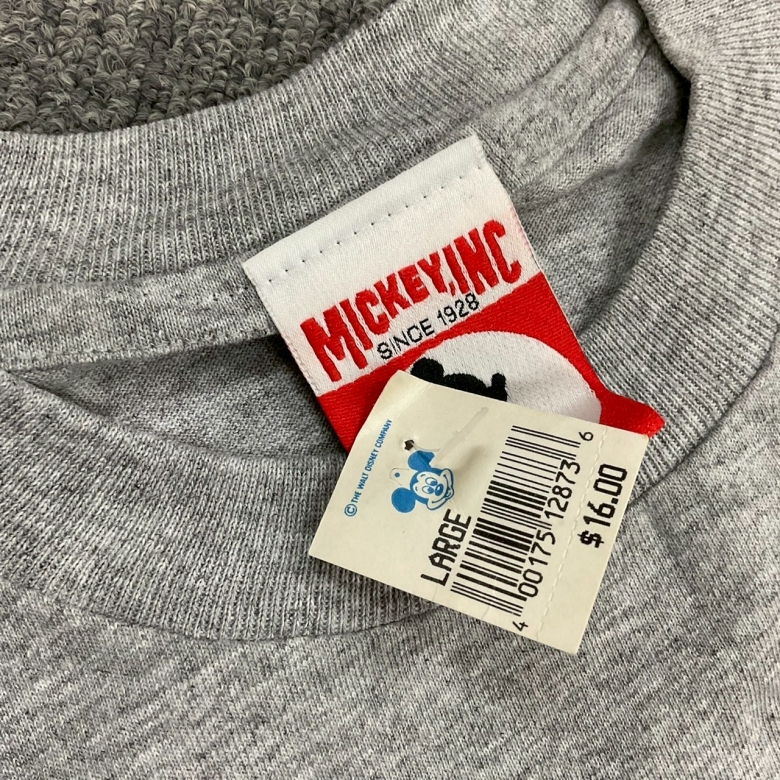 MICKEY, INC
SINCE 1928
© THE WALT DISNEY COMPANY
LARGE
4 00175 12873 6
$16.00